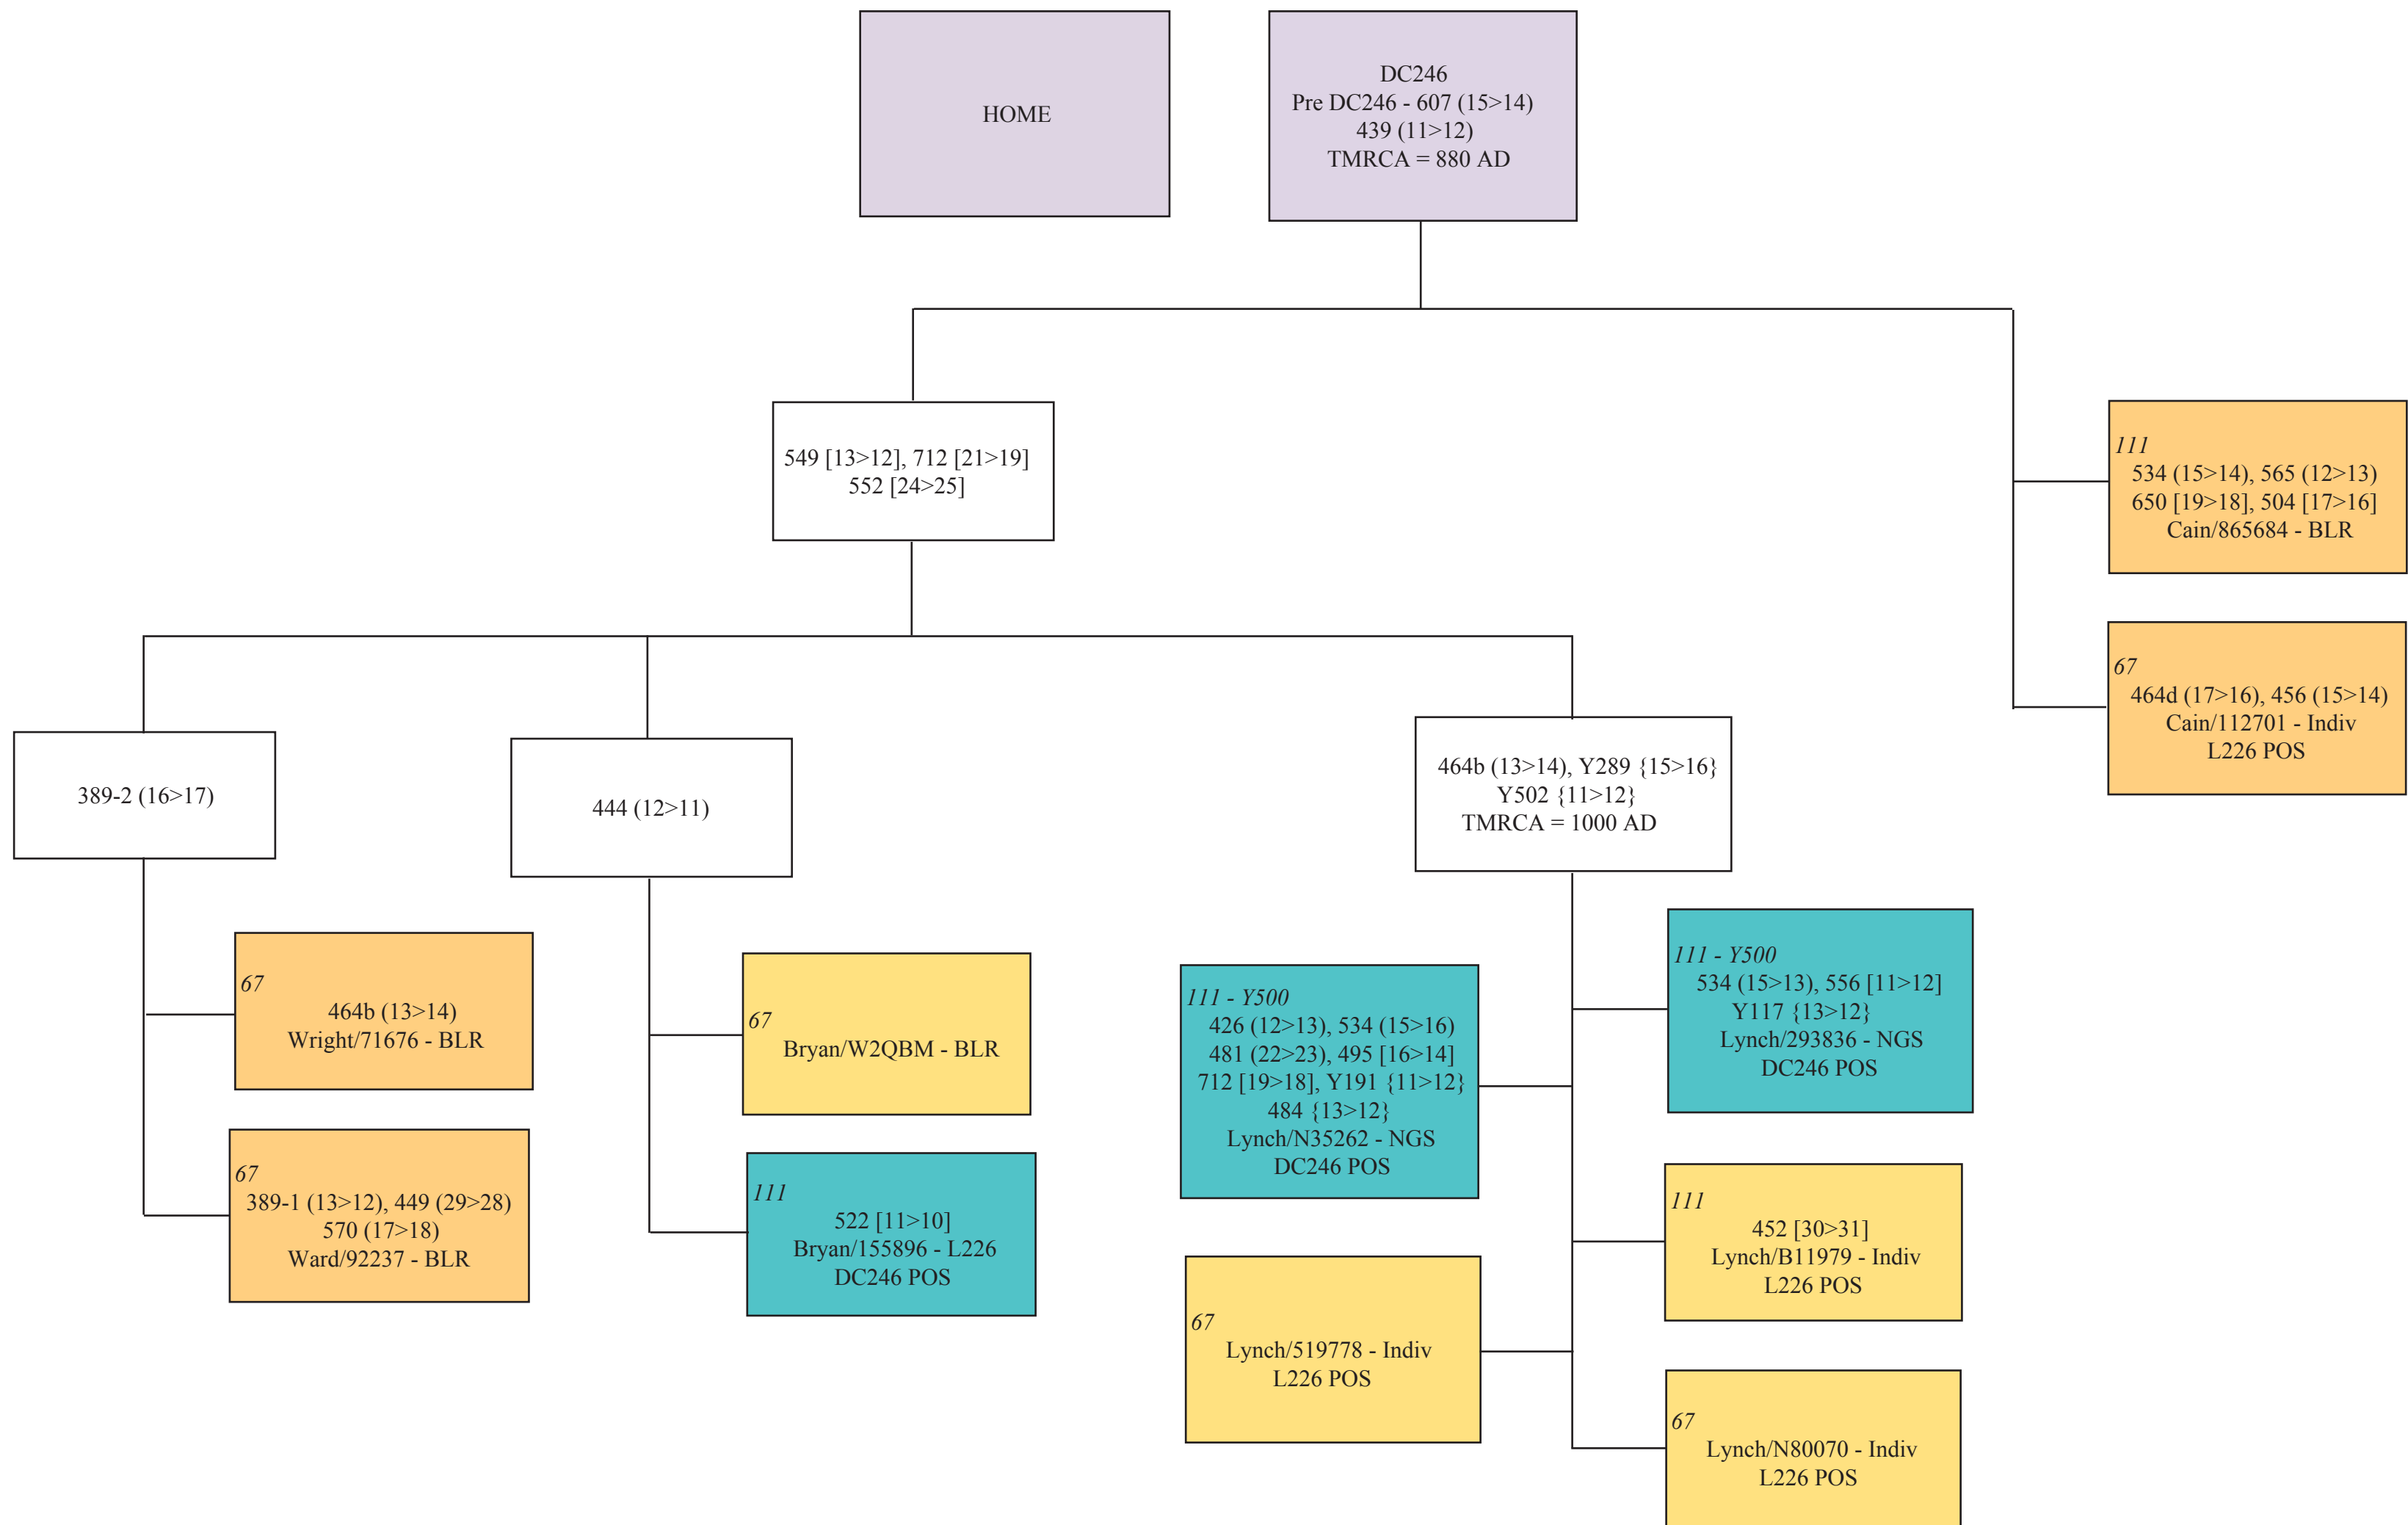 HOME
DC246
Pre DC246 - 607 (15>14)
439 (11>12)
TMRCA = 880 AD
549 [13>12], 712 [21>19]
552 [24>25]
111
534 (15>14), 565 (12>13)
650 [19>18], 504 [17>16]
Cain/865684 - BLR
67
464d (17>16), 456 (15>14)
Cain/112701 - Indiv
L226 POS
389-2 (16>17)
444 (12>11)
464b (13>14), Y289 {15>16}
Y502 {11>12}
TMRCA = 1000 AD
67
464b (13>14)
Wright/71676 - BLR
67
389-1 (13>12), 449 (29>28)
570 (17>18)
Ward/92237 - BLR
67
Bryan/W2QBM - BLR
111
522 [11>10]
Bryan/155896 - L226
DC246 POS
111 - Y500
426 (12>13), 534 (15>16)
481 (22>23), 495 [16>14]
712 [19>18], Y191 {11>12}
484 {13>12}
Lynch/N35262 - NGS
DC246 POS
67
Lynch/519778 - Indiv
L226 POS
111 - Y500
534 (15>13), 556 [11>12]
Y117 {13>12}
Lynch/293836 - NGS
DC246 POS
111
452 [30>31]
Lynch/B11979 - Indiv
L226 POS
67
Lynch/N80070 - Indiv
L226 POS